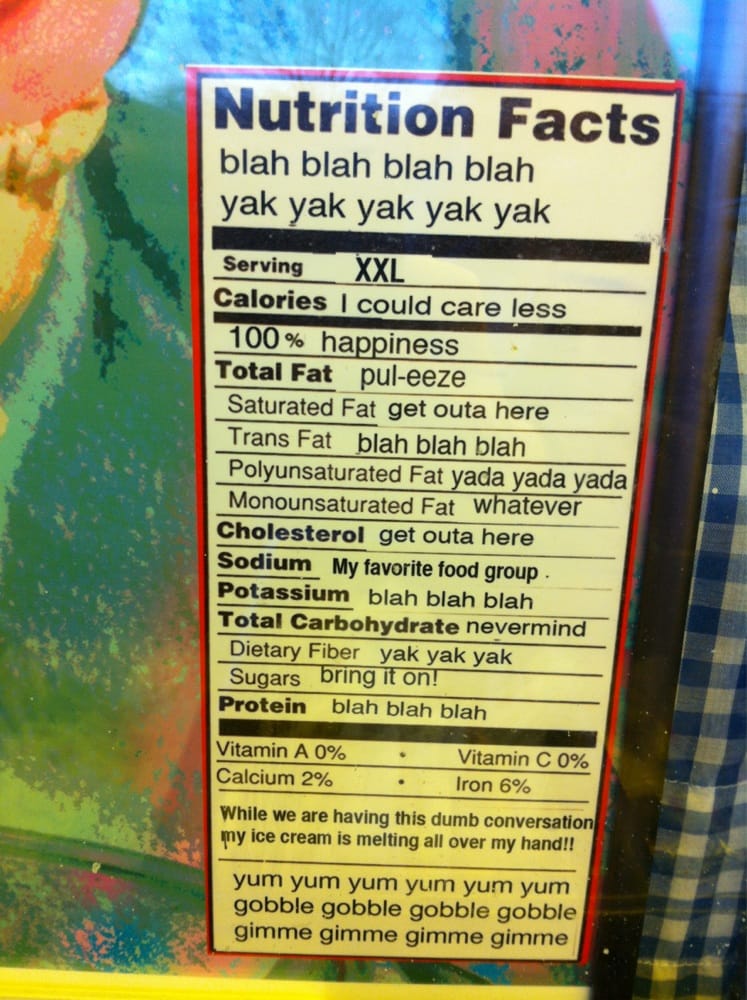 Nutrition Facts
blah blah blah blah
yak yak yak yak yak
Serving XXL
Calories I could care less
100% happiness
Total Fat pul-eeze
Saturated Fat get outa here
Trans Fat blah blah blah
Polyunsaturated Fat yada yada yada
Monounsaturated Fat whatever
Cholesterol get outa here
Sodium My favorite food group.
Potassium blah blah blah
Total Carbohydrate nevermind
Dietary Fiber yak yak yak
Sugars bring it on!
Protein blah blah blah
Vitamin A 0% • Vitamin C 0%
Calcium 2% • Iron 6%
While we are having this dumb conversation
my ice cream is melting all over my hand!!
yum yum yum yum yum yum
gobble gobble gobble gobble
gimme gimme gimme gimme